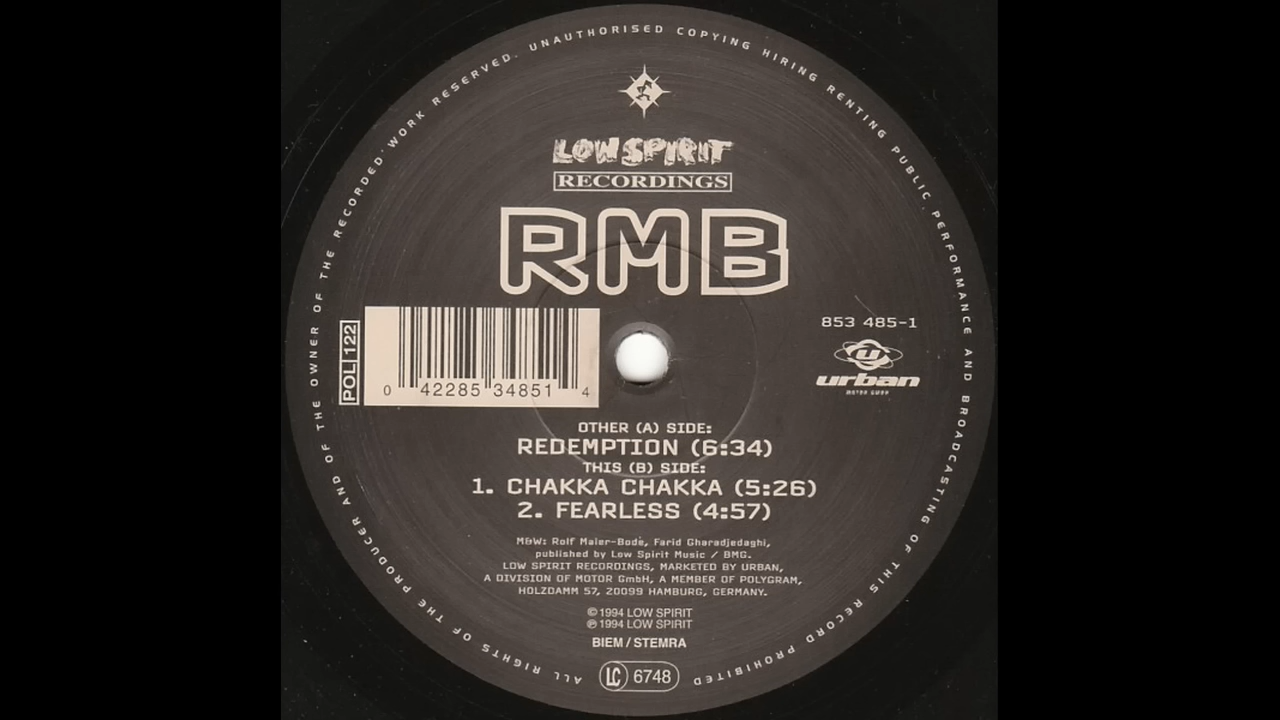 ALL RIGHTS OF THE PRODUCER AND OF THE OWNER OF THE RECORDED WORK RESERVED. UNAUTHORISED COPYING HIRING RENTING PUBLIC PERFORMANCE AND BROADCASTING OF THIS RECORD PROHIBITED
LOW SPIRIT
RECORDINGS
RMB
853 485-1
POL 122
urban
0 42285 34851 4
OTHER (A) SIDE:
REDEMPTION (6:34)
THIS (B) SIDE:
1. CHAKKA CHAKKA (5:26)
2. FEARLESS (4:57)
M&W: Rolf Maier-Bode, Farid Gharadjedaghi,
published by Low Spirit Music / BMG.
LOW SPIRIT RECORDINGS, MARKETED BY URBAN,
A DIVISION OF MOTOR GmbH, A MEMBER OF POLYGRAM,
HOLZDAMM 57, 20099 HAMBURG, GERMANY.
© 1994 LOW SPIRIT
℗ 1994 LOW SPIRIT
BIEM / STEMRA
LC 6748